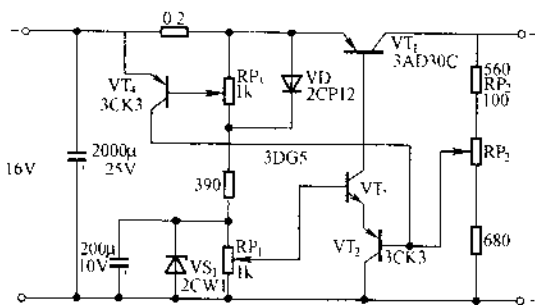 0 2
VT₁
3AD30C
VT₄
3CK3
RP₃
1k
VD
2CP12
560
RP₂
100
2000μ
25V
16V
3DG5
390
VT₃
RP₂
200μ
10V
VS₁
2CW1
RP₁
1k
VT₂
3CK3
680